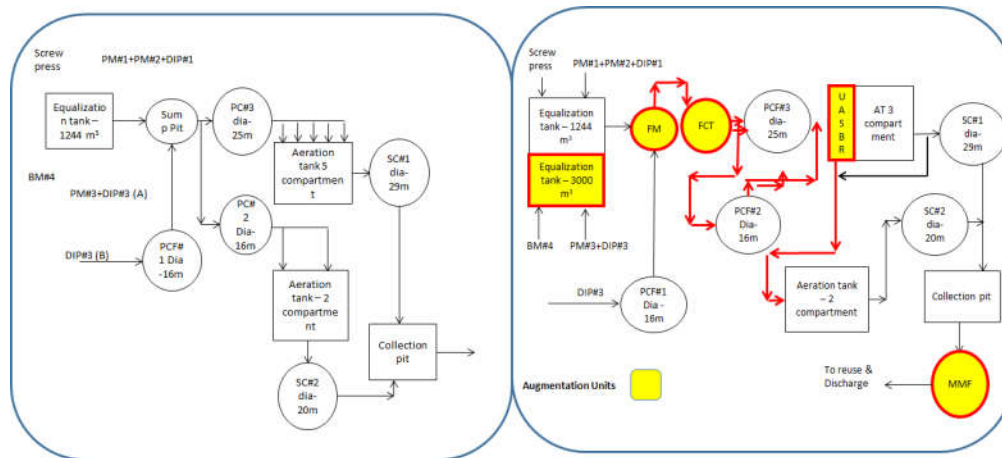 Screw
press
PM#1+PM#2+DIP#1
Equalizatio
n tank – 1244
m³
Sum
p Pit
PC#3
dia-
25m
Aeration
tank 5
compartmen
t
SC#1
dia-
29m
BM#4
PM#3+DIP#3 (A)
PC# 
2 
Dia-
16m
DIP#3 (B)
PCF#
1 Dia
-16m
Aeration
tank – 2
compartme
nt
Collection
pit
SC#2
dia-
20m
Screw
press
PM#1+PM#2+DIP#1
Equalization
tank – 1244
m³
Equalization
tank – 3000
m³
FM
FCT
PCF#3
dia-
25m
U
A
S
B
R
AT 3
compart
ment
SC#1
dia-
29m
PCF#2
Dia-
16m
SC#2
dia-
20m
BM#4
PM#3+DIP#3
DIP#3
PCF#1
Dia -
16m
Aeration tank
– 2
compartment
Collection pit
Augmentation Units
To reuse &
Discharge
MMF